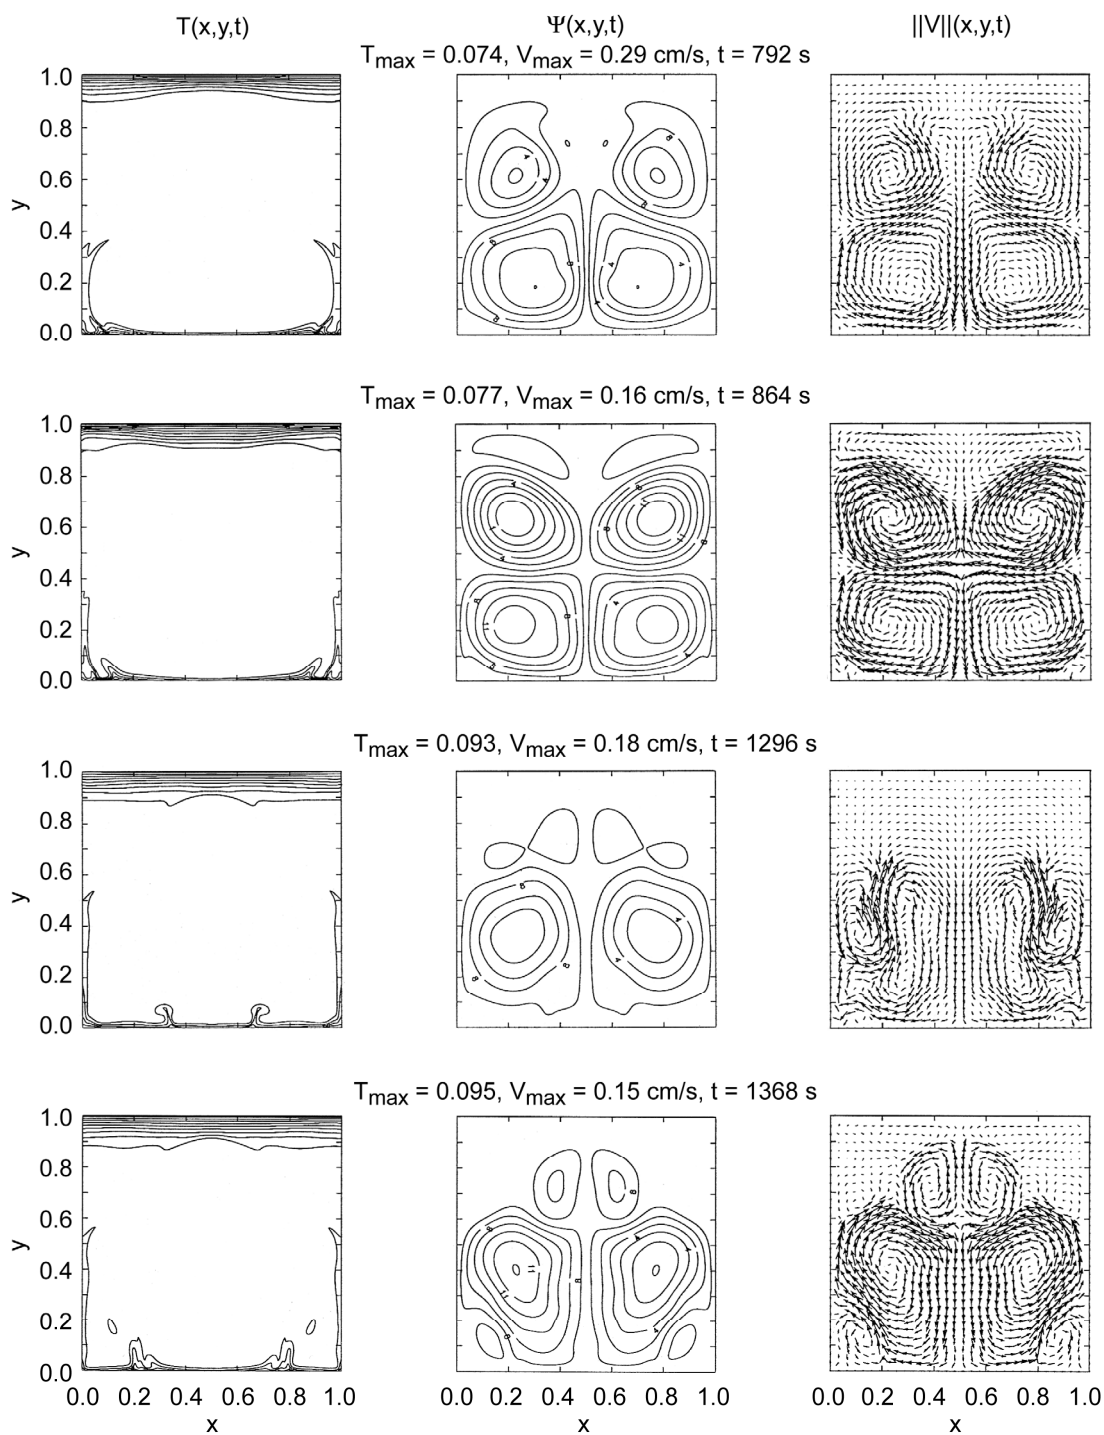 T(x,y,t) Ψ(x,y,t) ||V||(x,y,t)
Tmax = 0.074, Vmax = 0.29 cm/s, t = 792 s
1.0
0.8
0.6
y
0.4
0.2
0.0
Tmax = 0.077, Vmax = 0.16 cm/s, t = 864 s
1.0
0.8
0.6
y
0.4
0.2
0.0
Tmax = 0.093, Vmax = 0.18 cm/s, t = 1296 s
1.0
0.8
0.6
y
0.4
0.2
0.0
Tmax = 0.095, Vmax = 0.15 cm/s, t = 1368 s
1.0
0.8
0.6
y
0.4
0.2
0.0
0.0 0.2 0.4 0.6 0.8 1.0 0.0 0.2 0.4 0.6 0.8 1.0 0.0 0.2 0.4 0.6 0.8 1.0
x x x